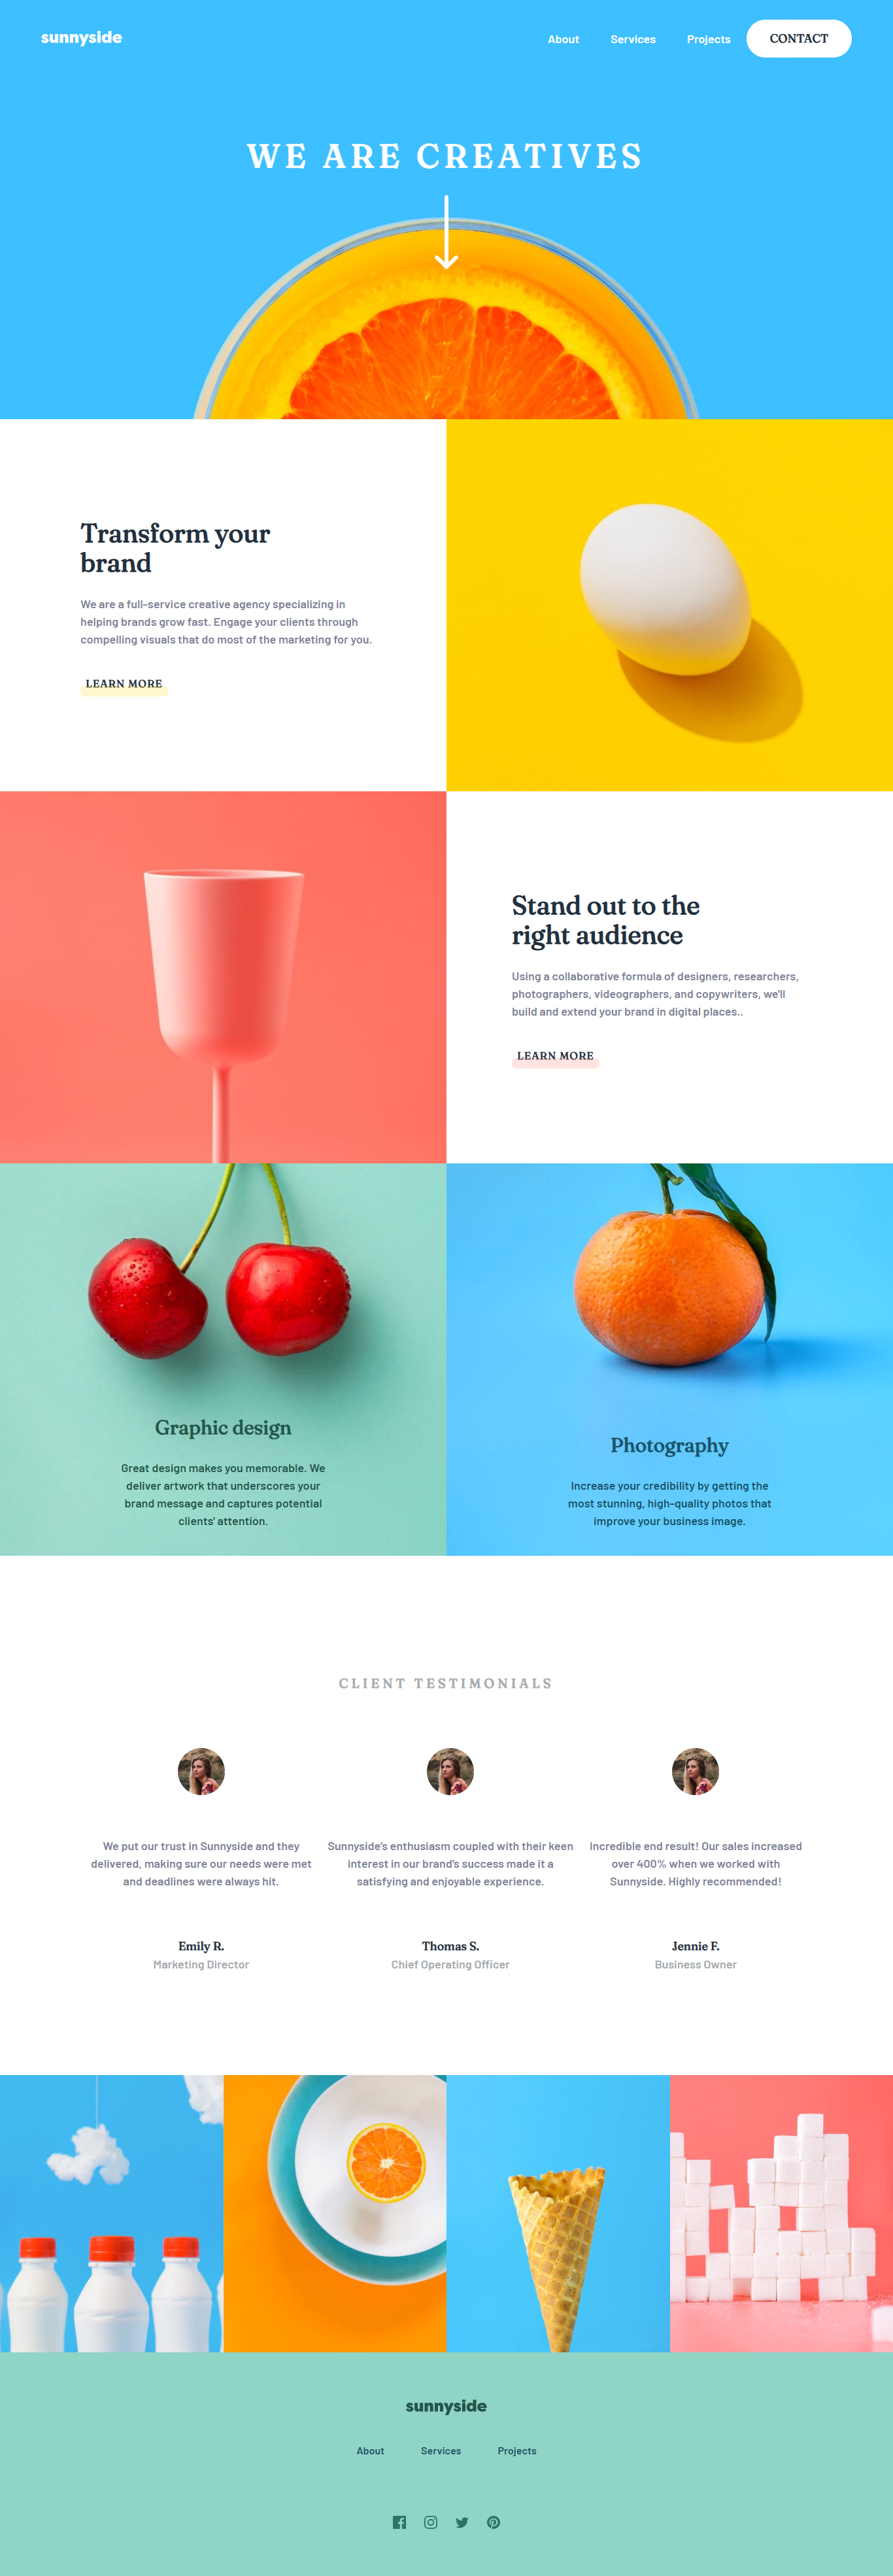 sunnyside
About
Services
Projects
CONTACT
WE ARE CREATIVES
Transform your
brand
We are a full-service creative agency specializing in
helping brands grow fast. Engage your clients through
compelling visuals that do most of the marketing for you.
LEARN MORE
Stand out to the
right audience
Using a collaborative formula of designers, researchers,
photographers, videographers, and copywriters, we'll
build and extend your brand in digital places..
LEARN MORE
Graphic design
Great design makes you memorable. We
deliver artwork that underscores your
brand message and captures potential
clients' attention.
Photography
Increase your credibility by getting the
most stunning, high-quality photos that
improve your business image.
CLIENT TESTIMONIALS
We put our trust in Sunnyside and they
delivered, making sure our needs were met
and deadlines were always hit.
Emily R.
Marketing Director
Sunnyside's enthusiasm coupled with their keen
interest in our brand's success made it a
satisfying and enjoyable experience.
Thomas S.
Chief Operating Officer
Incredible end result! Our sales increased
over 400% when we worked with
Sunnyside. Highly recommended!
Jennie F.
Business Owner
sunnyside
About
Services
Projects